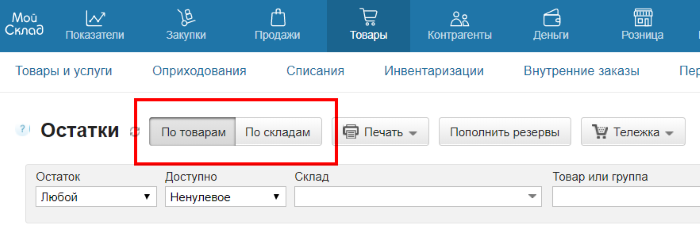 Мой Склад
Показатели
Закупки
Продажи
Товары
Контрагенты
Деньги
Розница
Товары и услуги
Оприходования
Списания
Инвентаризации
Внутренние заказы
Пер
?
Остатки
По товарам
По складам
Печать
Пополнить резервы
Тележка
Остаток
Доступно
Склад
Товар или группа
Любой
Ненулевое